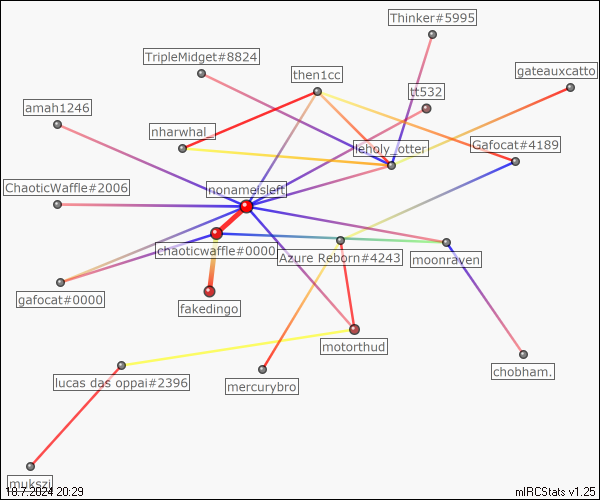 Thinker#5995
TripleMidget#8824
then1cc
gateauxcatto
tt532
amah1246
nharwhal_
leholy_otter
Gafocat#4189
ChaoticWaffle#2006
nonameisleft
chaoticwaffle#0000
Azure Reborn#4243
moonraven
gafocat#0000
fakedingo
motorthud
chobham.
lucas das oppai#2396
mercurybro
mukszi
18.7.2024 20:29
mIRCStats v1.25